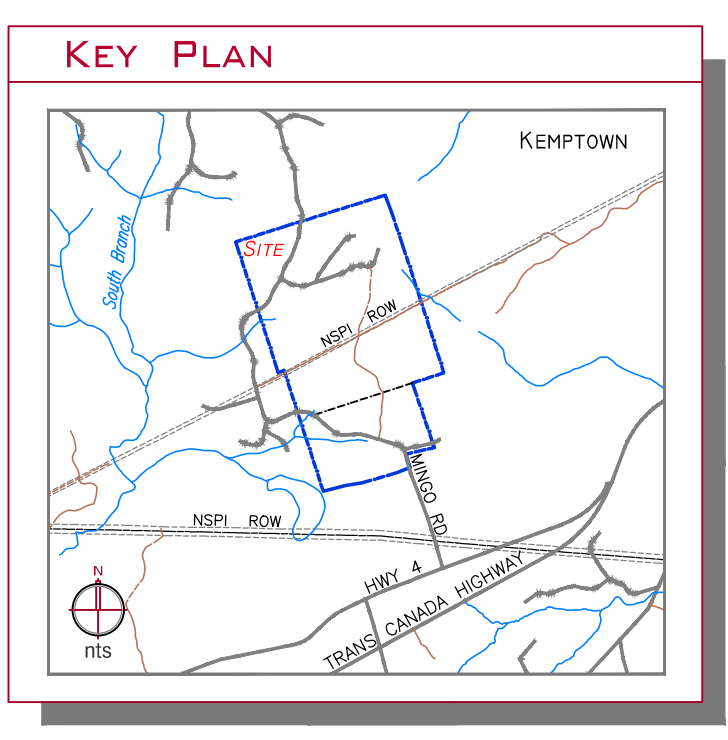 KEY PLAN
KEMPTOWN
South Branch
SITE
NSPI ROW
MINGO RD
NSPI ROW
HWY 4
TRANS CANADA HIGHWAY
N
nts